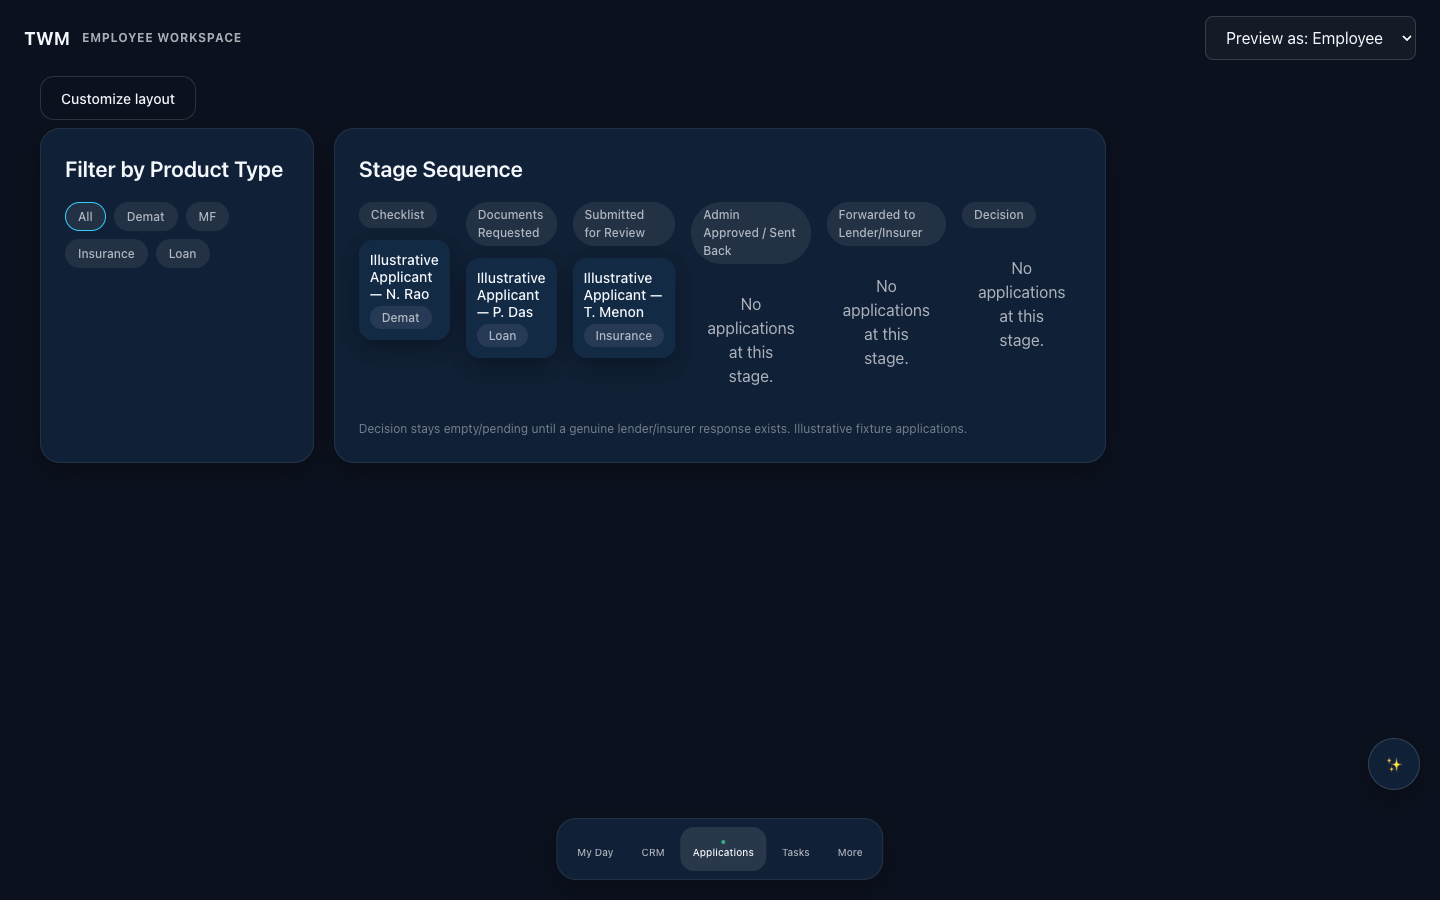 TWM EMPLOYEE WORKSPACE
Preview as: Employee
Customize layout
Filter by Product Type
All
Demat
MF
Insurance
Loan
Stage Sequence
Checklist
Illustrative
Applicant
— N. Rao
Demat
Documents
Requested
Illustrative
Applicant
— P. Das
Loan
Submitted
for Review
Illustrative
Applicant —
T. Menon
Insurance
Admin
Approved / Sent
Back
No
applications
at this
stage.
Forwarded to
Lender/Insurer
No
applications
at this
stage.
Decision
No
applications
at this
stage.
Decision stays empty/pending until a genuine lender/insurer response exists. Illustrative fixture applications.
My Day
CRM
Applications
Tasks
More